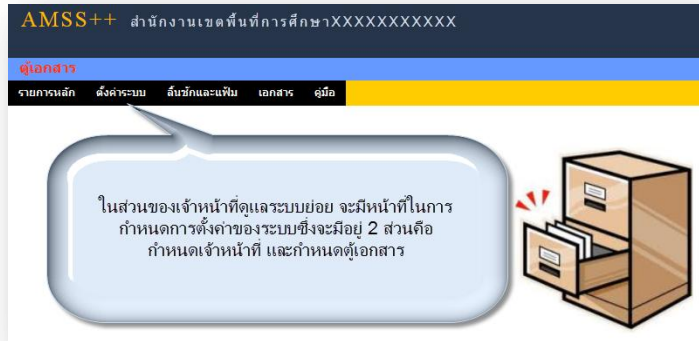 AMSS++ สำนักงานเขตพื้นที่การศึกษาXXXXXXXXXXX
ตู้เอกสาร
รายการหลัก ตั้งค่าระบบ ลิ้นชักและแฟ้ม เอกสาร คู่มือ
ในส่วนของเจ้าหน้าที่ดูแลระบบย่อย จะมีหน้าที่ในการ
กำหนดการตั้งค่าของระบบซึ่งจะมีอยู่ 2 ส่วนคือ
กำหนดเจ้าหน้าที่ และกำหนดตู้เอกสาร